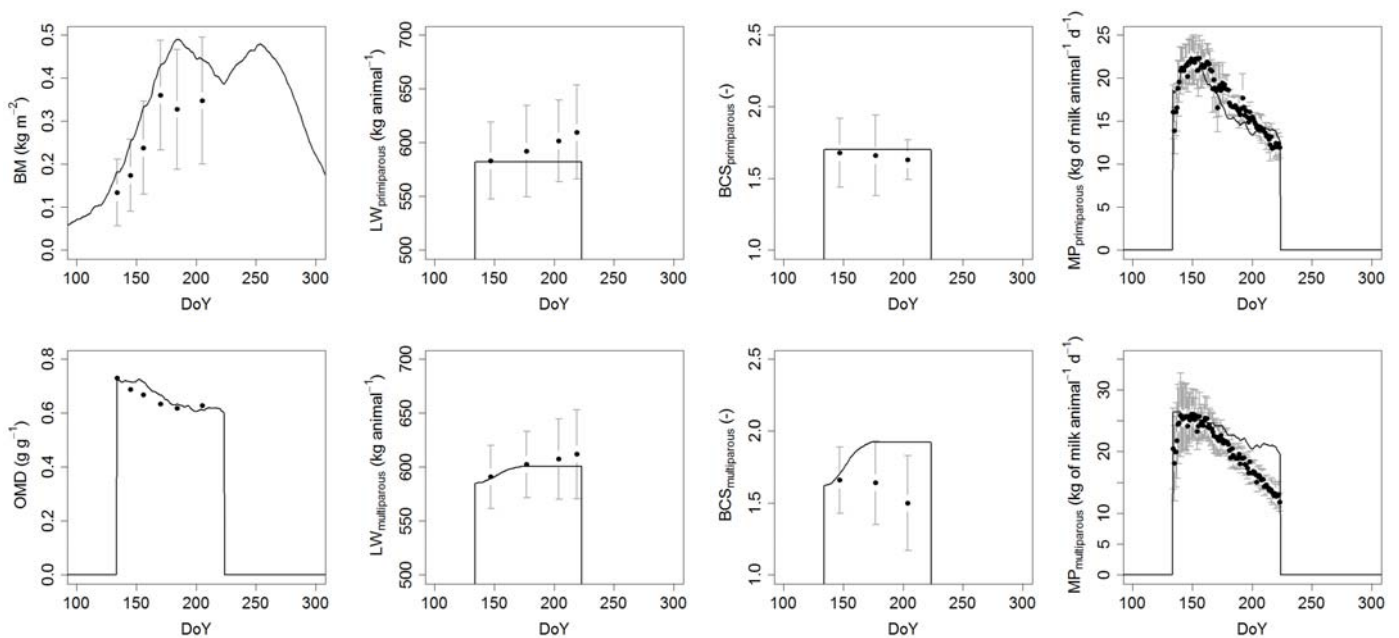 BM (kg m⁻²)
0.0 0.1 0.2 0.3 0.4 0.5
100 150 200 250 300
DoY
LWprimiparous (kg animal⁻¹)
500 550 600 650 700
100 150 200 250 300
DoY
BCSprimiparous (-)
1.0 1.5 2.0 2.5
100 150 200 250 300
DoY
MPprimiparous (kg of milk animal⁻¹ d⁻¹)
0 5 10 15 20 25
100 150 200 250 300
DoY
OMD (g g⁻¹)
0.0 0.2 0.4 0.6 0.8
100 150 200 250 300
DoY
LWmultiparous (kg animal⁻¹)
500 550 600 650 700
100 150 200 250 300
DoY
BCSmultiparous (-)
1.0 1.5 2.0 2.5
100 150 200 250 300
DoY
MPmultiparous (kg of milk animal⁻¹ d⁻¹)
0 5 10 20 30
100 150 200 250 300
DoY